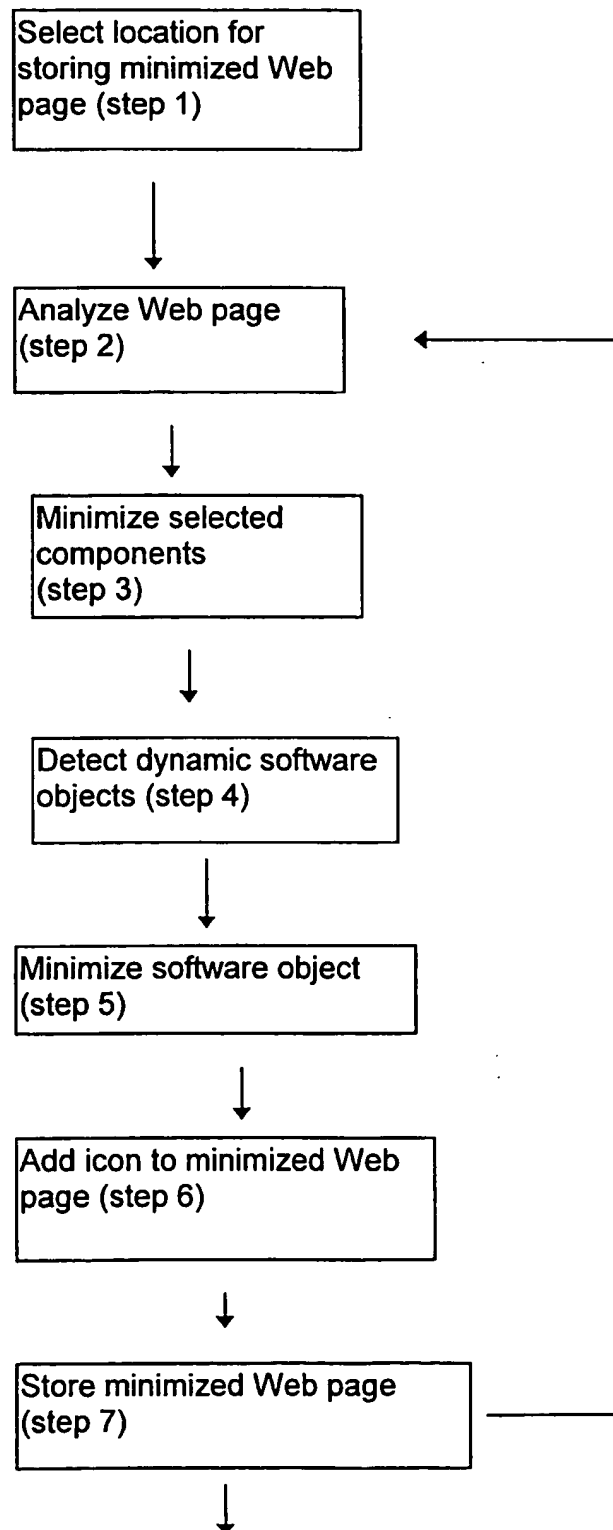 Select location for
storing minimized Web
page (step 1)
Analyze Web page
(step 2)
Minimize selected
components
(step 3)
Detect dynamic software
objects (step 4)
Minimize software object
(step 5)
Add icon to minimized Web
page (step 6)
Store minimized Web page
(step 7)